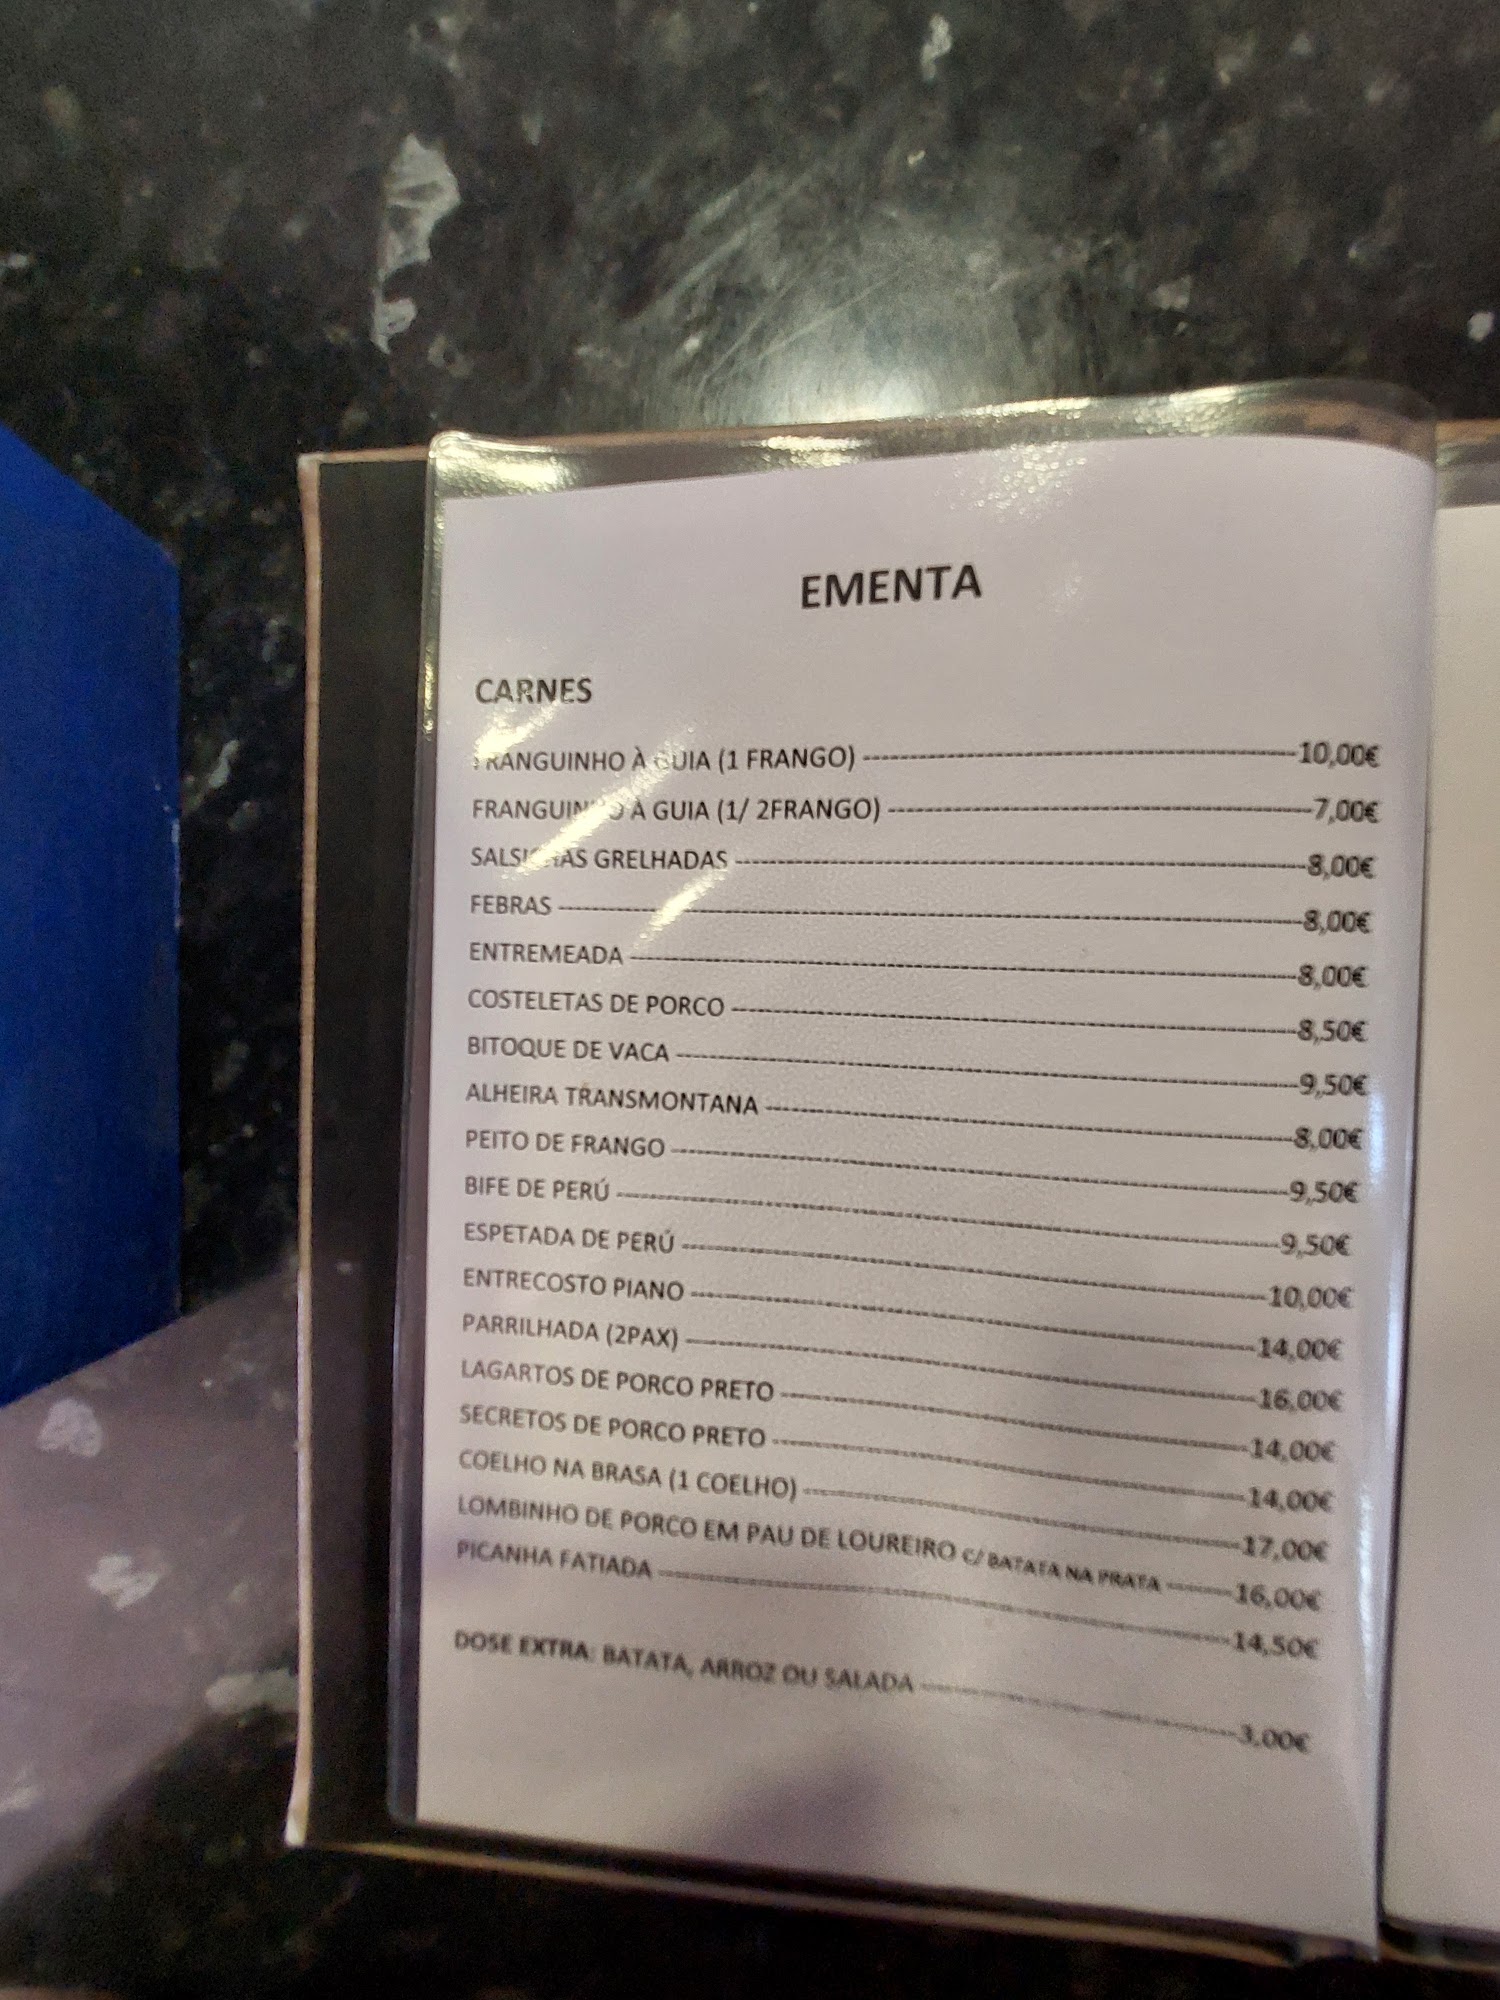 EMENTA
CARNES
FRANGUINHO À GUIA (1 FRANGO) 10,00€
FRANGUINHO À GUIA (1/ 2FRANGO) 7,00€
SALSICHAS GRELHADAS 8,00€
FEBRAS 8,00€
ENTREMEADA 8,00€
COSTELETAS DE PORCO 8,50€
BITOQUE DE VACA 9,50€
ALHEIRA TRANSMONTANA 8,00€
PEITO DE FRANGO 9,50€
BIFE DE PERÚ 9,50€
ESPETADA DE PERÚ 10,00€
ENTRECOSTO PIANO 14,00€
PARRILHADA (2PAX) 16,00€
LAGARTOS DE PORCO PRETO 14,00€
SECRETOS DE PORCO PRETO 14,00€
COELHO NA BRASA (1 COELHO) 17,00€
LOMBINHO DE PORCO EM PAU DE LOUREIRO C/ BATATA NA PRATA 16,00€
PICANHA FATIADA 14,50€
DOSE EXTRA: BATATA, ARROZ OU SALADA 3,00€